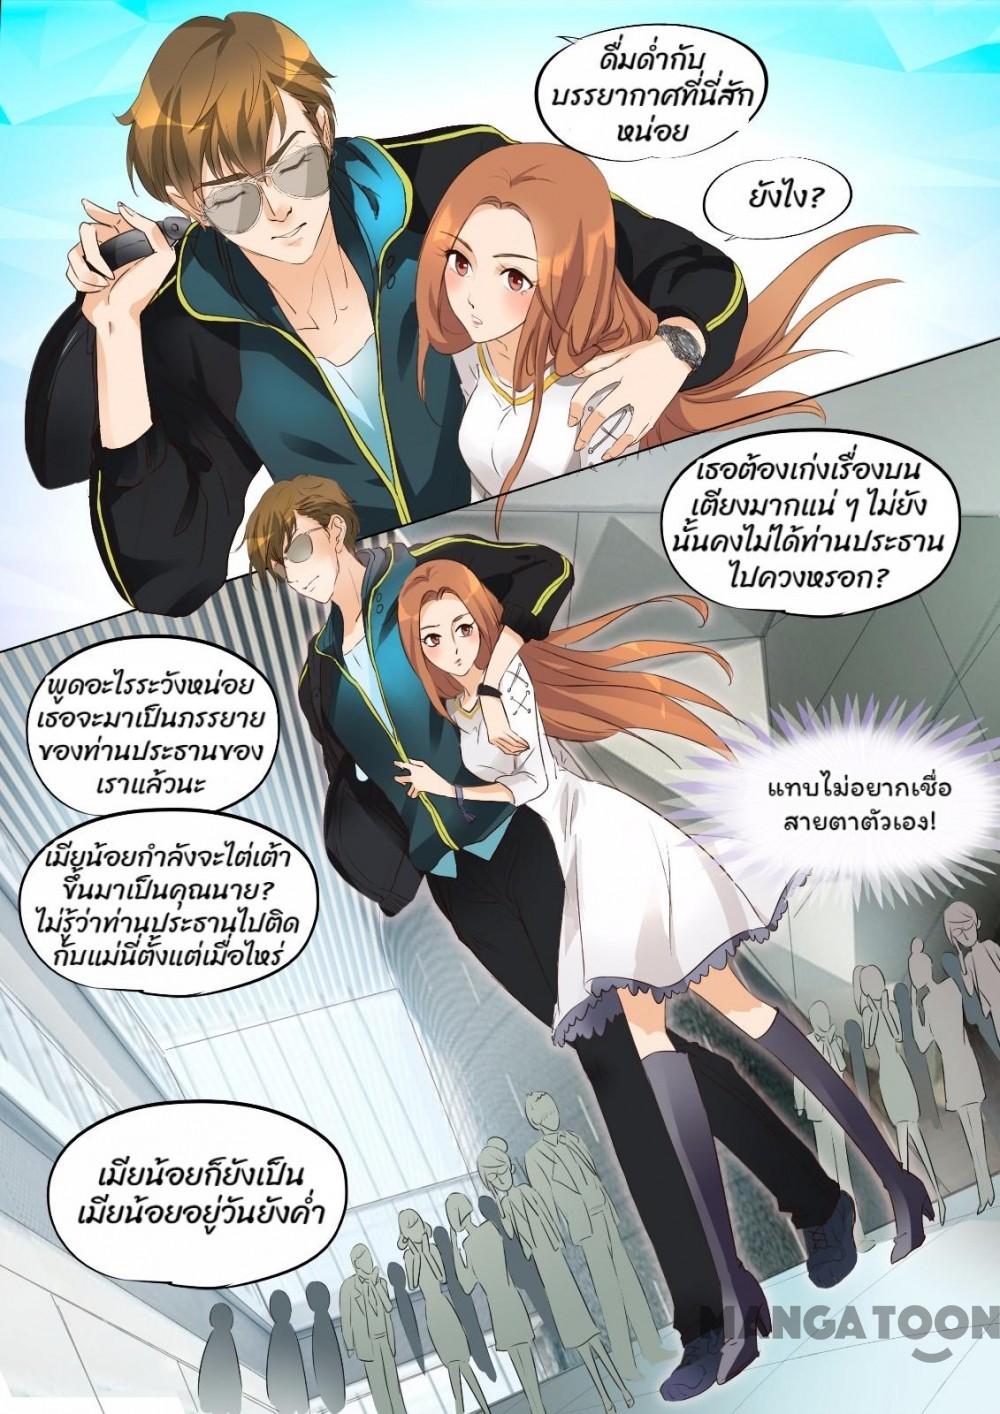 ดื่มด่ำกับ
บรรยากาศที่นี่สัก
หน่อย
ยังไง?
เธอต้องเก่งเรื่องบน
เตียงมากแน่ ๆ ไม่ยัง
นั้นคงไม่ได้ท่านประธาน
ไปควงหรอก?
พูดอะไรระวังหน่อย
เธอจะมาเป็นภรรยาย
ของท่านประธานของ
เราแล้วนะ
แทบไม่อยากเชื่อ
สายตาตัวเอง!
เมียน้อยกำลังจะไต่เต้า
ขึ้นมาเป็นคุณนาย?
ไม่รู้ว่าท่านประธานไปติด
กับแม่นี่ตั้งแต่เมื่อไหร่
เมียน้อยก็ยังเป็น
เมียน้อยอยู่วันยังค่ำ
MANGATOON